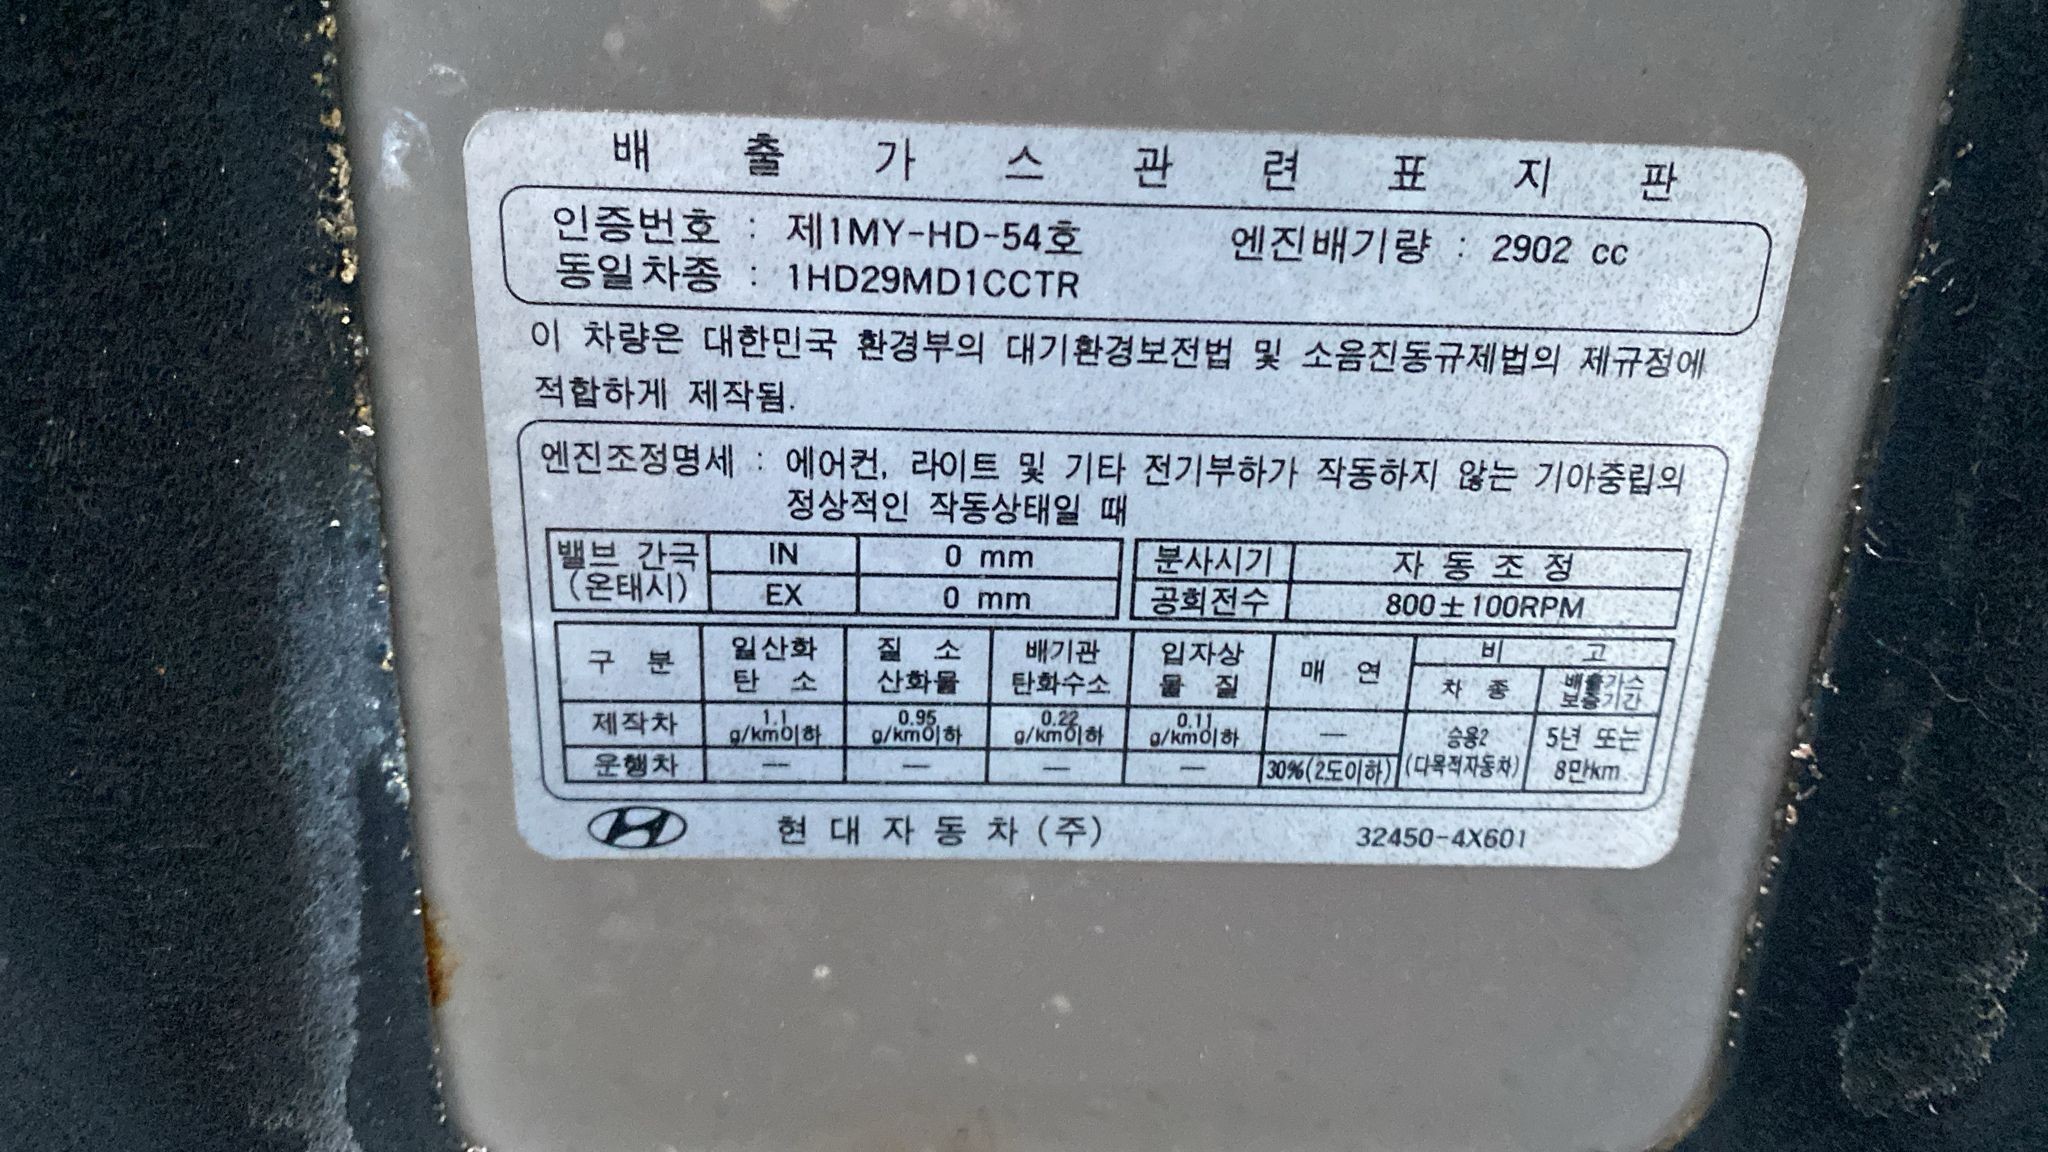 배출가스관련표지판
인증번호 : 제1MY-HD-54호 엔진배기량 : 2902 cc
동일차종 : 1HD29MD1CCTR
이 차량은 대한민국 환경부의 대기환경보전법 및 소음진동규제법의 제규정에
적합하게 제작됨.
엔진조정명세 : 에어컨, 라이트 및 기타 전기부하가 작동하지 않는 기아중립의
정상적인 작동상태일 때
밸브 간극 (온태시) IN 0 mm 분사시기 자동조정
EX 0 mm 공회전수 800±100RPM
구 분 일산화탄소 질소산화물 배기관탄화수소 입자상물질 매 연 비 고
차 종 배출가스보증기간
제작차 1.1 g/km이하 0.95 g/km이하 0.22 g/km이하 0.11 g/km이하 — 승용2 (다목적자동차) 5년 또는 8만km
운행차 — — — — 30%(2도이하)
현대자동차(주) 32450-4X601